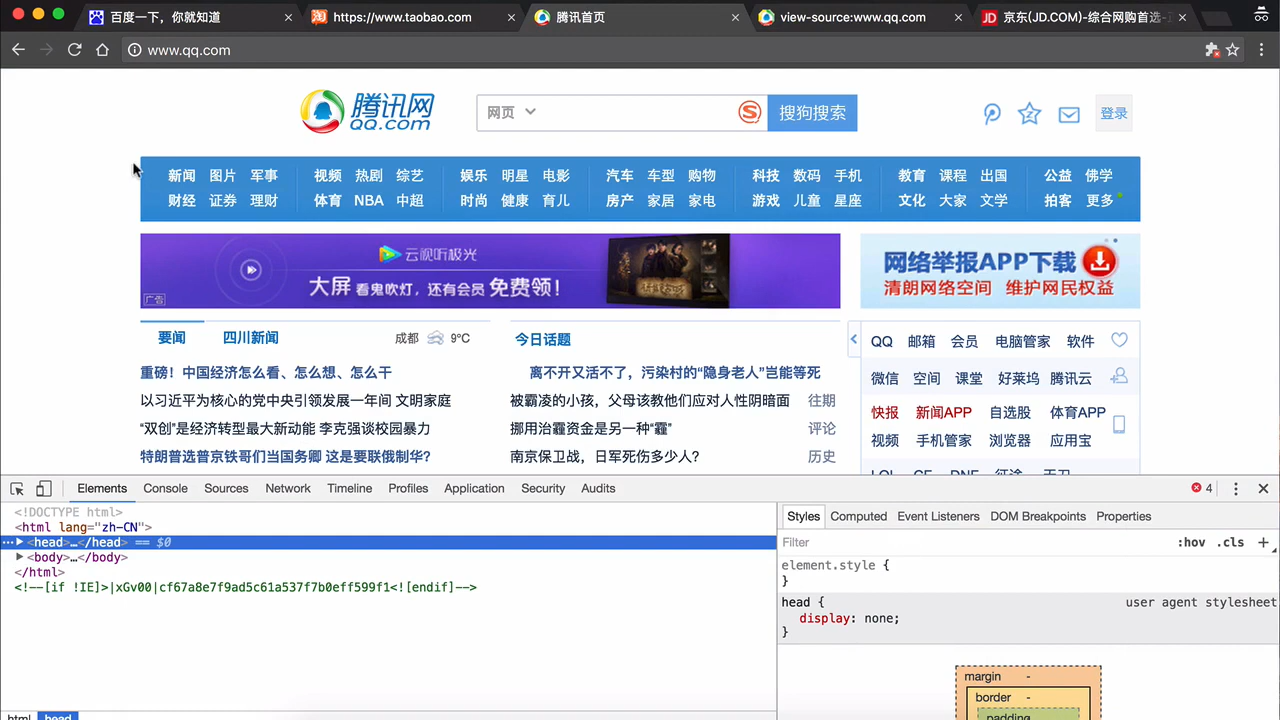 百度一下，你就知道
https://www.taobao.com
腾讯首页
view-source:www.qq.com
JD 京东(JD.COM)-综合网购首选-正
www.qq.com
腾讯网
QQ.com
网页
搜狗搜索
登录
新闻 图片 军事 视频 热剧 综艺 娱乐 明星 电影 汽车 车型 购物 科技 数码 手机 教育 课程 出国 公益 佛学
财经 证券 理财 体育 NBA 中超 时尚 健康 育儿 房产 家居 家电 游戏 儿童 星座 文化 大家 文学 拍客 更多
云视听极光
大屏 看鬼吹灯，还有会员 免费领！
广告
网络举报APP下载
清朗网络空间 维护网民权益
要闻 四川新闻 成都 9°C
今日话题
重磅！中国经济怎么看、怎么想、怎么干
以习近平为核心的党中央引领发展一年间 文明家庭
“双创”是经济转型最大新动能 李克强谈校园暴力
特朗普选普京铁哥们当国务卿 这是要联俄制华?
离不开又活不了，污染村的“隐身老人”岂能等死
被霸凌的小孩，父母该教他们应对人性阴暗面 往期
挪用治霾资金是另一种“霾” 评论
南京保卫战，日军死伤多少人? 历史
QQ 邮箱 会员 电脑管家 软件
微信 空间 课堂 好莱坞 腾讯云
快报 新闻APP 自选股 体育APP
视频 手机管家 浏览器 应用宝
LOL CF DNF 征途 天刀
Elements Console Sources Network Timeline Profiles Application Security Audits 4
<!DOCTYPE html>
<html lang="zh-CN">
<head>…</head> == $0
<body>…</body>
</html>
<!--[if !IE]>|xGv00|cf67a8e7f9ad5c61a537f7b0eff599f1<![endif]-->
html head
Styles Computed Event Listeners DOM Breakpoints Properties
Filter :hov .cls +
element.style {
}
head { user agent stylesheet
display: none;
}
margin -
border -
padding